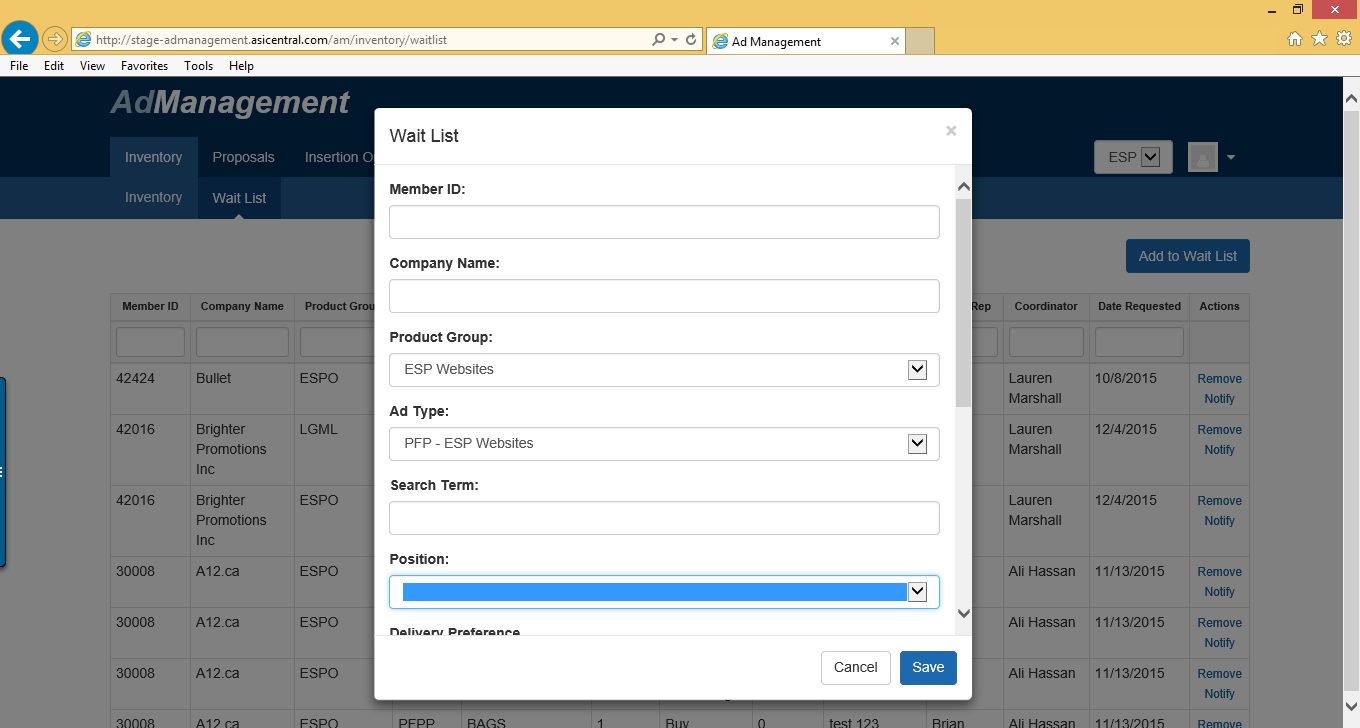 http://stage-admanagement.asicentral.com/am/inventory/waitlist
Ad Management
File Edit View Favorites Tools Help
AdManagement
Inventory Proposals Insertion O
ESP
Inventory Wait List
Add to Wait List
Wait List
×
Member ID:
Company Name:
Product Group:
ESP Websites
Ad Type:
PFP - ESP Websites
Search Term:
Position:
Delivery Preference
Cancel Save
Member ID Company Name Product Grou Rep Coordinator Date Requested Actions
42424 Bullet ESPO Lauren Marshall 10/8/2015 Remove Notify
42016 Brighter Promotions Inc LGML Lauren Marshall 12/4/2015 Remove Notify
42016 Brighter Promotions Inc ESPO Lauren Marshall 12/4/2015 Remove Notify
30008 A12.ca ESPO Ali Hassan 11/13/2015 Remove Notify
30008 A12.ca ESPO Ali Hassan 11/13/2015 Remove Notify
30008 A12.ca ESPO Ali Hassan 11/13/2015 Remove Notify
30008 A12.ca ESPO PFPP BAGS 1 Buy 0 test 123 Brian Ali Hassan 11/13/2015 Remove